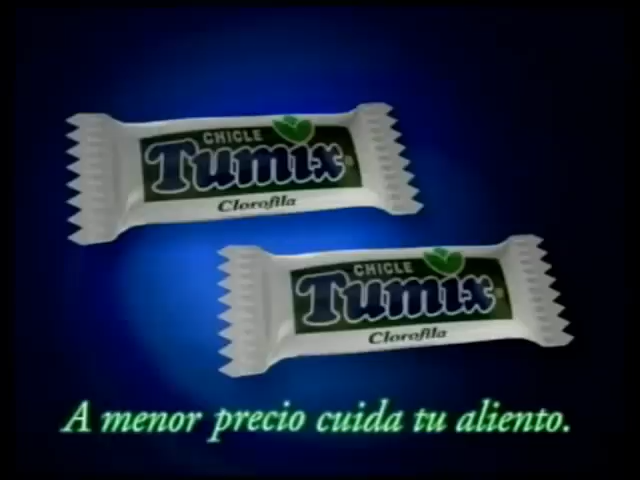 CHICLE
Tumix®
Clorofila
CHICLE
Tumix®
Clorofila
A menor precio cuida tu aliento.